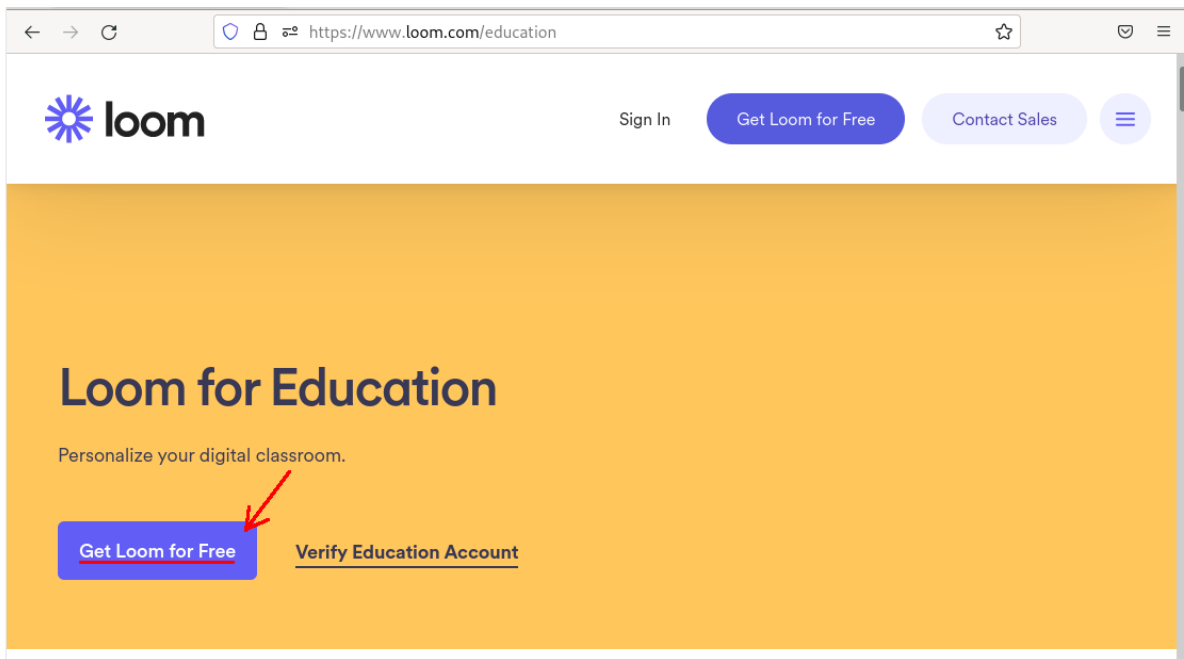 https://www.loom.com/education
loom
Sign In
Get Loom for Free
Contact Sales
Loom for Education
Personalize your digital classroom.
Get Loom for Free
Verify Education Account